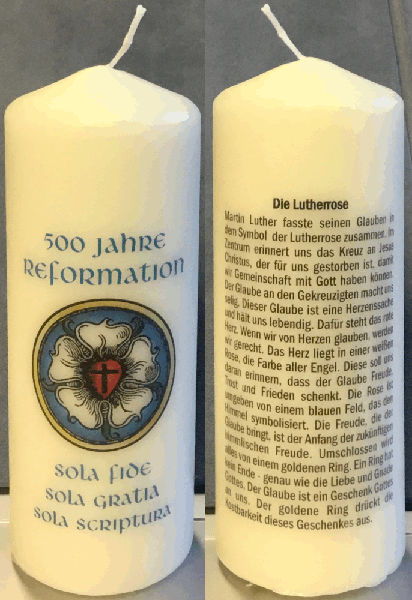 500 Jahre
Reformation
Sola Fide
Sola Gratia
Sola Scriptura
Die Lutherrose
Martin Luther fasste seinen Glauben in
dem Symbol der Lutherrose zusammen. Im
Zentrum erinnert uns das Kreuz an Jesus
Christus, der für uns gestorben ist, damit
wir Gemeinschaft mit Gott haben können.
Der Glaube an den Gekreuzigten macht uns
selig. Dieser Glaube ist eine Herzenssache
und hält uns lebendig. Dafür steht das rote
Herz. Wenn wir von Herzen glauben, werden
wir gerecht. Das Herz liegt in einer weißen
Rose, die Farbe aller Engel. Diese soll uns
daran erinnern, dass der Glaube Freude,
Trost und Frieden schenkt. Die Rose ist
umgeben von einem blauen Feld, das den
Himmel symbolisiert. Die Freude, die der
Glaube bringt, ist der Anfang der zukünftigen
himmlischen Freude. Umschlossen wird
alles von einem goldenen Ring. Ein Ring hat
kein Ende - genau wie die Liebe und Gnade
Gottes. Der Glaube ist ein Geschenk Gottes
an uns. Der goldene Ring drückt die
Kostbarkeit dieses Geschenkes aus.